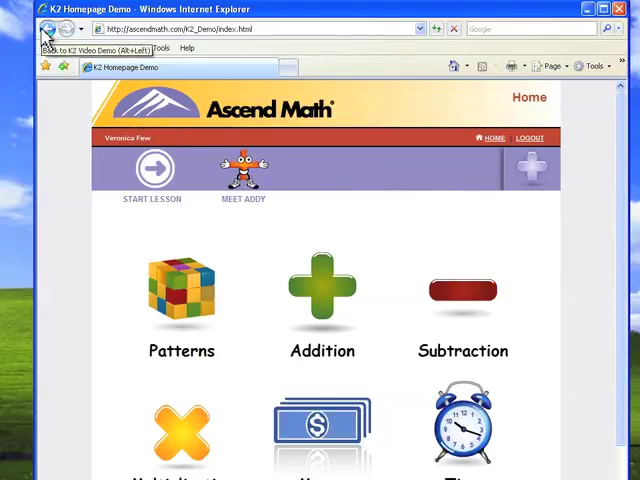 K2 Homepage Demo - Windows Internet Explorer
http://ascendmath.com/K2_Demo/index.html
Google
Back to K2 Video Demo (Alt+Left)
Tools Help
K2 Homepage Demo
Page Tools
Ascend Math®
Home
Veronica Few
HOME | LOGOUT
START LESSON MEET ADDY
Patterns Addition Subtraction